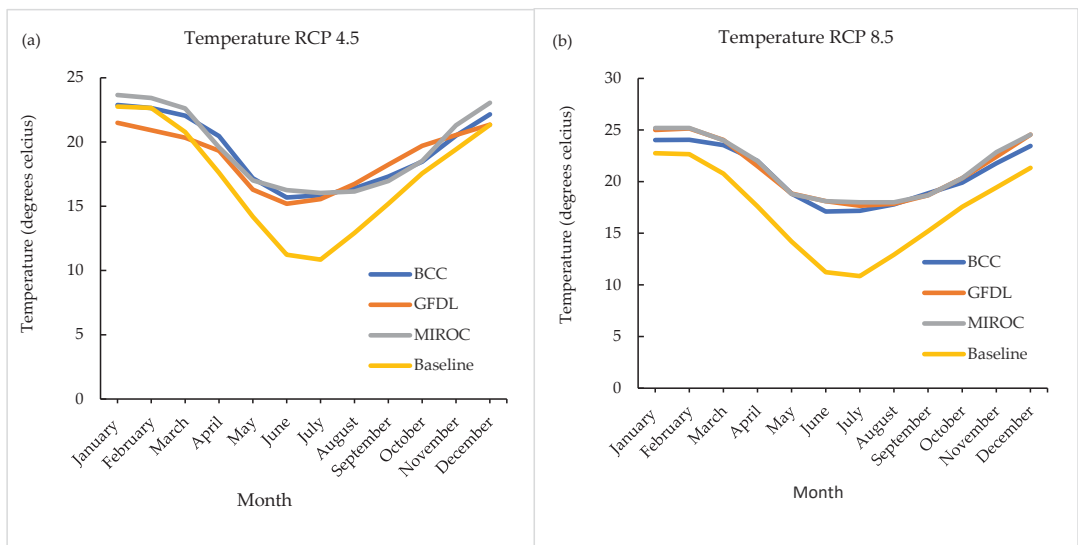 (a)
Temperature RCP 4.5
Temperature (degrees celcius)
25
20
15
10
5
0
BCC
GFDL
MIROC
Baseline
January
February
March
April
May
June
July
August
September
October
November
December
Month
(b)
Temperature RCP 8.5
Temperature (degrees celcius)
30
25
20
15
10
5
0
BCC
GFDL
MIROC
Baseline
January
February
March
April
May
June
July
August
September
October
November
December
Month